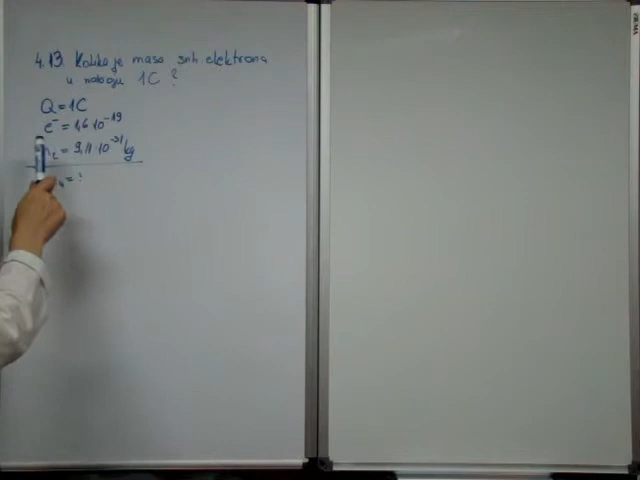 4.13. Kolika je masa svih elektrona
u naboju 1C ?
Q = 1C
e⁻ = 1,6·10⁻¹⁹
= 9,11·10⁻³¹ kg
= ?